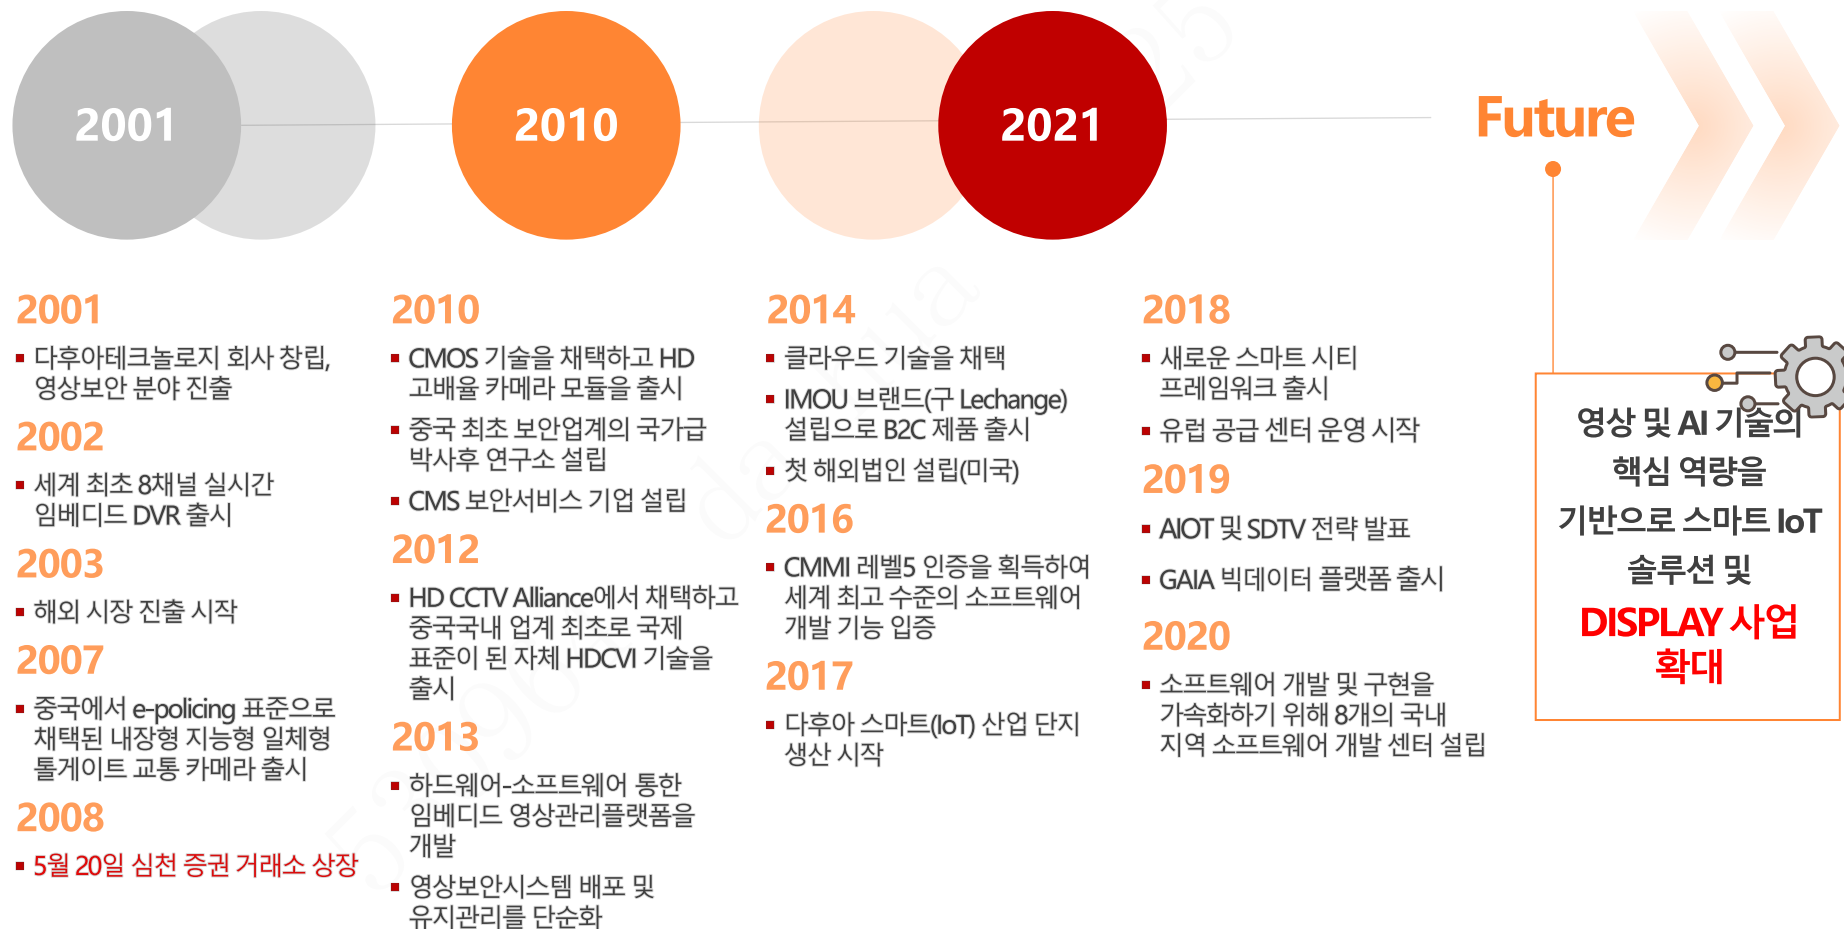 2001
2010
2021
Future
2001
다후아테크놀로지 회사 창립,
영상보안 분야 진출
2002
세계 최초 8채널 실시간
임베디드 DVR 출시
2003
해외 시장 진출 시작
2007
중국에서 e-policing 표준으로
채택된 내장형 지능형 일체형
톨게이트 교통 카메라 출시
2008
5월 20일 심천 증권 거래소 상장
2010
CMOS 기술을 채택하고 HD
고배율 카메라 모듈을 출시
중국 최초 보안업계의 국가급
박사후 연구소 설립
CMS 보안서비스 기업 설립
2012
HD CCTV Alliance에서 채택하고
중국국내 업계 최초로 국제
표준이 된 자체 HDCVI 기술을
출시
2013
하드웨어-소프트웨어 통한
임베디드 영상관리플랫폼을
개발
영상보안시스템 배포 및
유지관리를 단순화
2014
클라우드 기술을 채택
IMOU 브랜드(구 Lechange)
설립으로 B2C 제품 출시
첫 해외법인 설립(미국)
2016
CMMI 레벨5 인증을 획득하여
세계 최고 수준의 소프트웨어
개발 기능 입증
2017
다후아 스마트(IoT) 산업 단지
생산 시작
2018
새로운 스마트 시티
프레임워크 출시
유럽 공급 센터 운영 시작
2019
AIOT 및 SDTV 전략 발표
GAIA 빅데이터 플랫폼 출시
2020
소프트웨어 개발 및 구현을
가속화하기 위해 8개의 국내
지역 소프트웨어 개발 센터 설립
영상 및 AI 기술의
핵심 역량을
기반으로 스마트 IoT
솔루션 및
DISPLAY 사업
확대